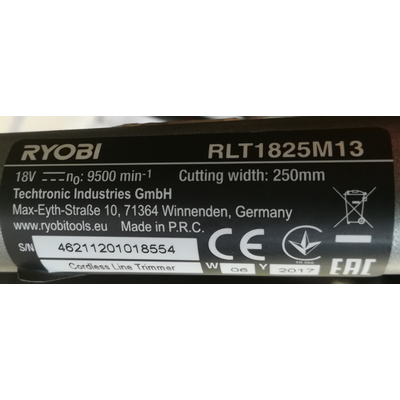 RYOBI RLT1825M13
18V ⎓ n₀: 9500 min⁻¹ Cutting width: 250mm
Techtronic Industries GmbH
Max-Eyth-Straße 10, 71364 Winnenden, Germany
www.ryobitools.eu Made in P.R.C.
S/N 46211201018554
Cordless Line Trimmer W 06 Y 2017
CE EAC